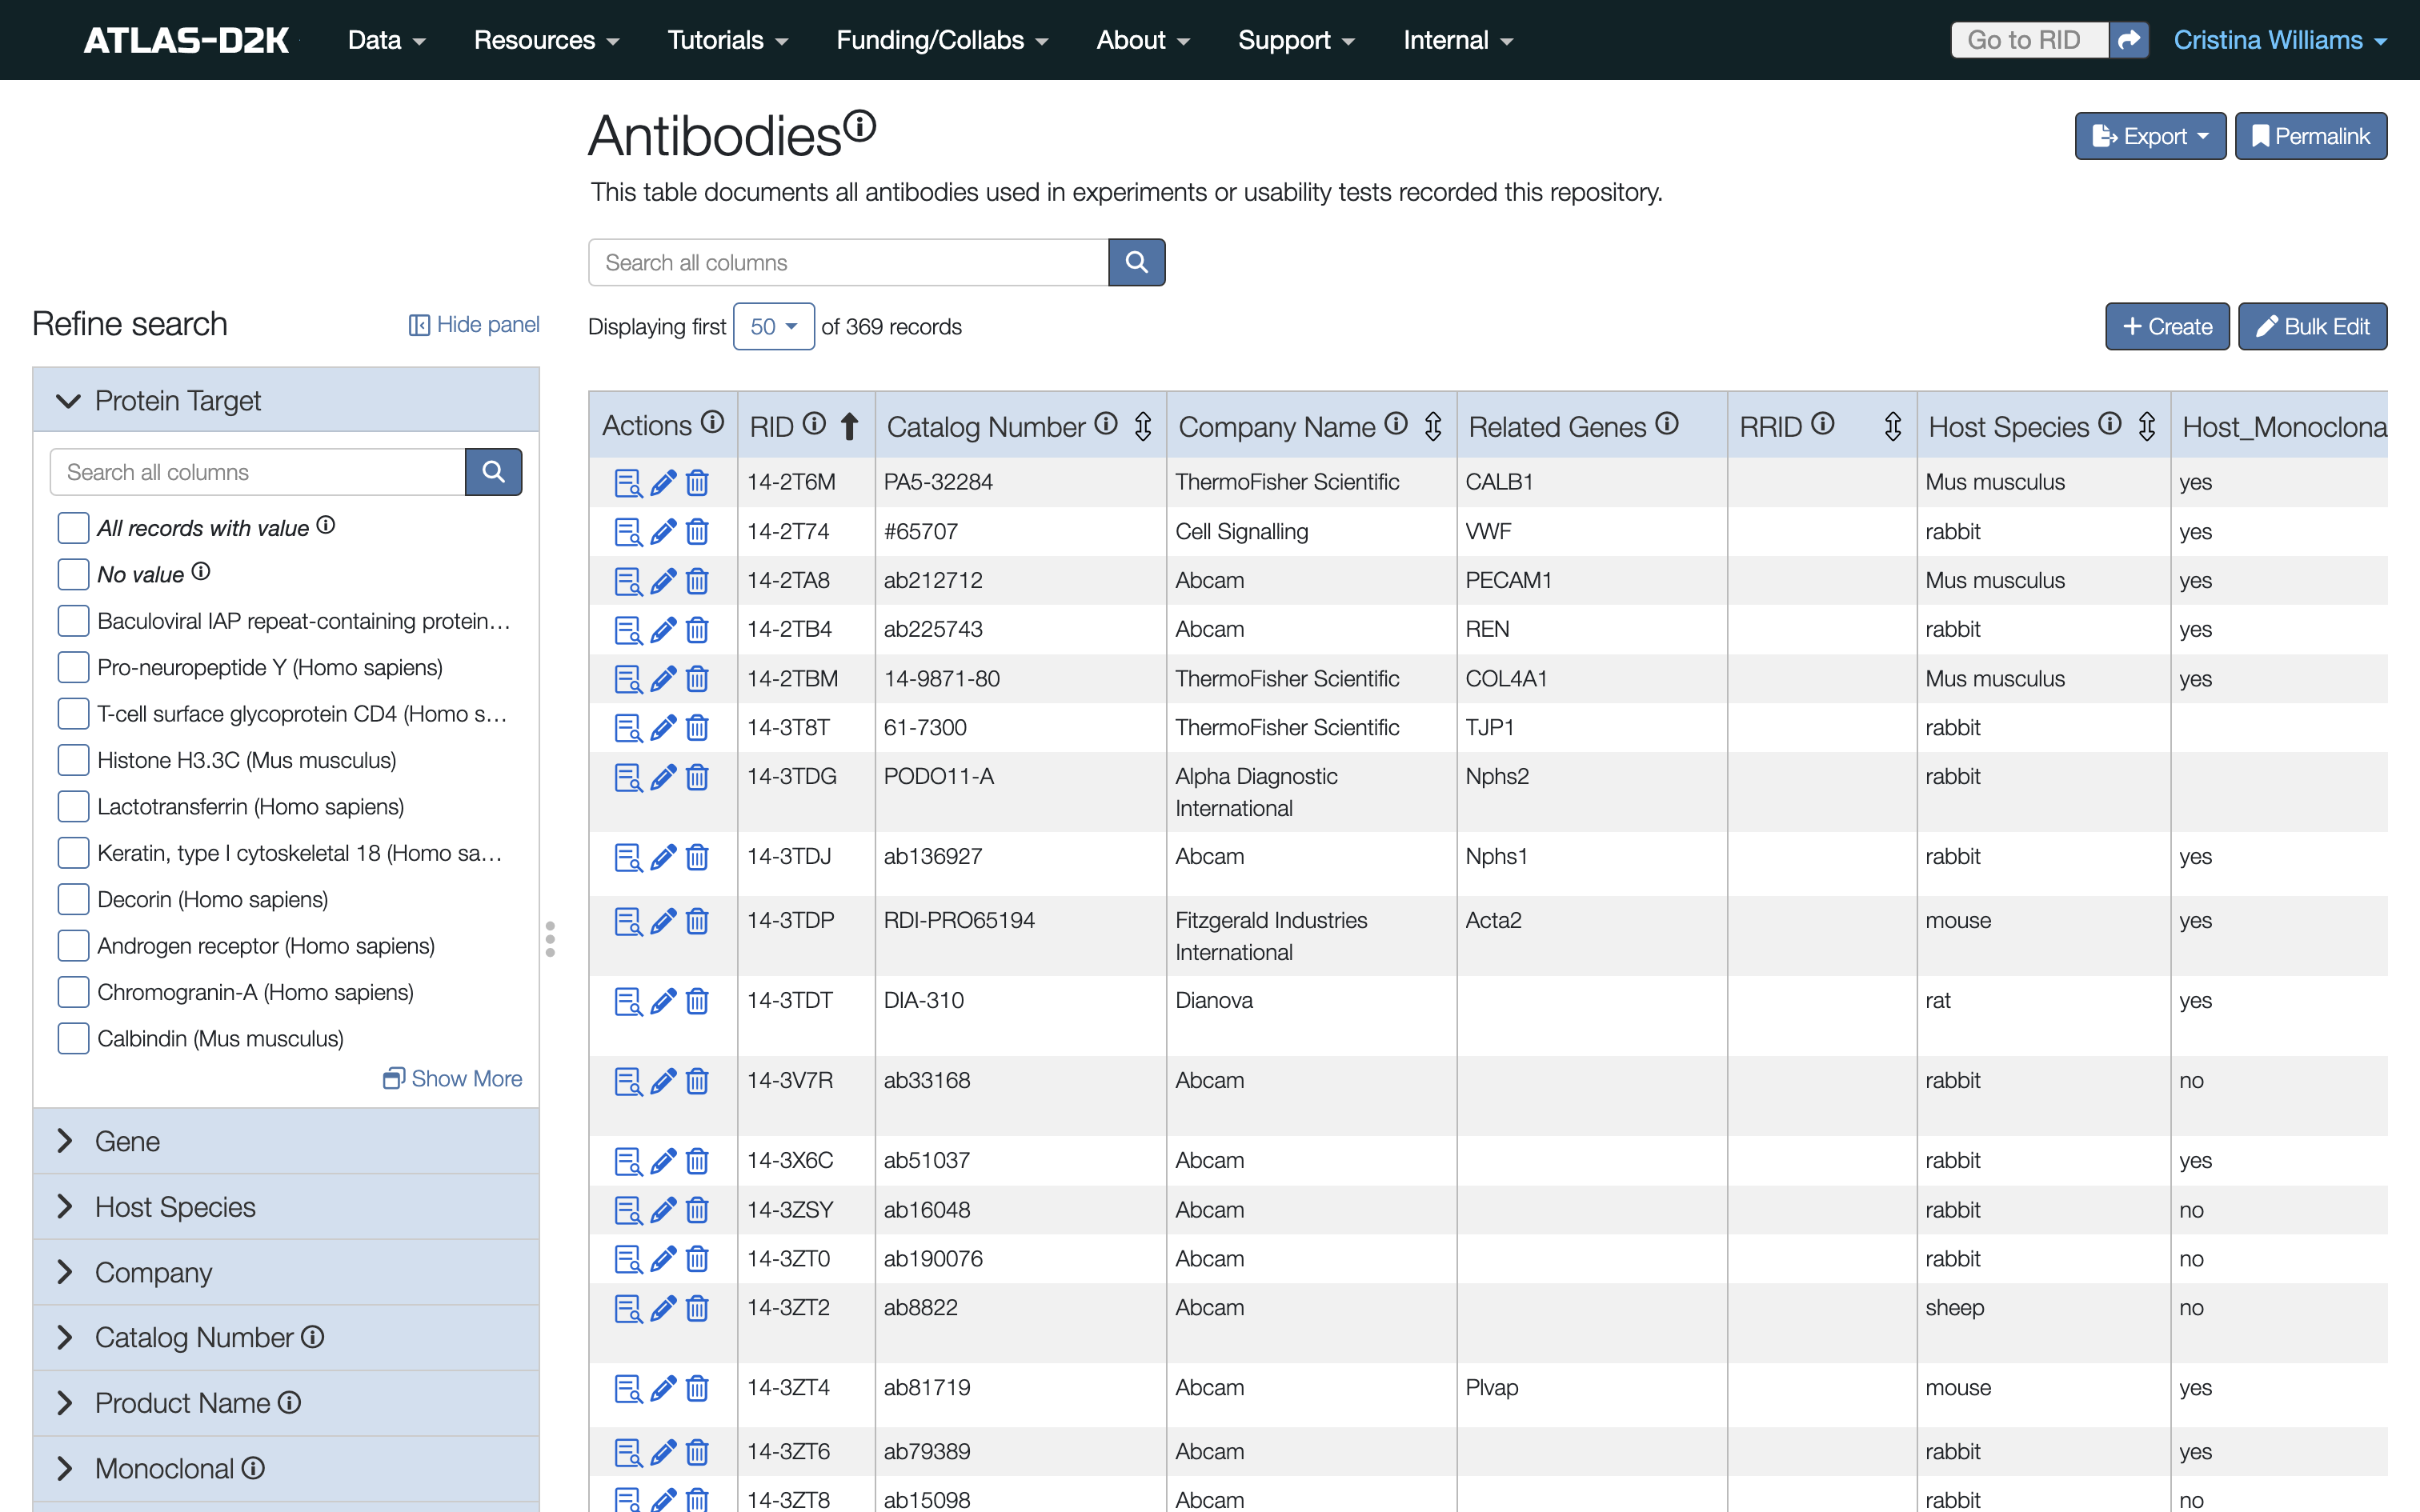 ATLAS-D2K Data Resources Tutorials Funding/Collabs About Support Internal Go to RID Cristina Williams
Antibodies
Export Permalink
This table documents all antibodies used in experiments or usability tests recorded this repository.
Search all columns
Refine search Hide panel
Displaying first 50 of 369 records
+ Create Bulk Edit
Protein Target
Search all columns
All records with value
No value
Baculoviral IAP repeat-containing protein...
Pro-neuropeptide Y (Homo sapiens)
T-cell surface glycoprotein CD4 (Homo s...
Histone H3.3C (Mus musculus)
Lactotransferrin (Homo sapiens)
Keratin, type I cytoskeletal 18 (Homo sa...
Decorin (Homo sapiens)
Androgen receptor (Homo sapiens)
Chromogranin-A (Homo sapiens)
Calbindin (Mus musculus)
Show More
Gene
Host Species
Company
Catalog Number
Product Name
Monoclonal
Actions RID Catalog Number Company Name Related Genes RRID Host Species Host_Monoclona
14-2T6M PA5-32284 ThermoFisher Scientific CALB1 Mus musculus yes
14-2T74 #65707 Cell Signalling VWF rabbit yes
14-2TA8 ab212712 Abcam PECAM1 Mus musculus yes
14-2TB4 ab225743 Abcam REN rabbit yes
14-2TBM 14-9871-80 ThermoFisher Scientific COL4A1 Mus musculus yes
14-3T8T 61-7300 ThermoFisher Scientific TJP1 rabbit
14-3TDG PODO11-A Alpha Diagnostic Nphs2 rabbit
International
14-3TDJ ab136927 Abcam Nphs1 rabbit yes
14-3TDP RDI-PRO65194 Fitzgerald Industries Acta2 mouse yes
International
14-3TDT DIA-310 Dianova rat yes
14-3V7R ab33168 Abcam rabbit no
14-3X6C ab51037 Abcam rabbit yes
14-3ZSY ab16048 Abcam rabbit no
14-3ZT0 ab190076 Abcam rabbit no
14-3ZT2 ab8822 Abcam sheep no
14-3ZT4 ab81719 Abcam Plvap mouse yes
14-3ZT6 ab79389 Abcam rabbit yes
14-3ZT8 ab15098 Abcam rabbit no